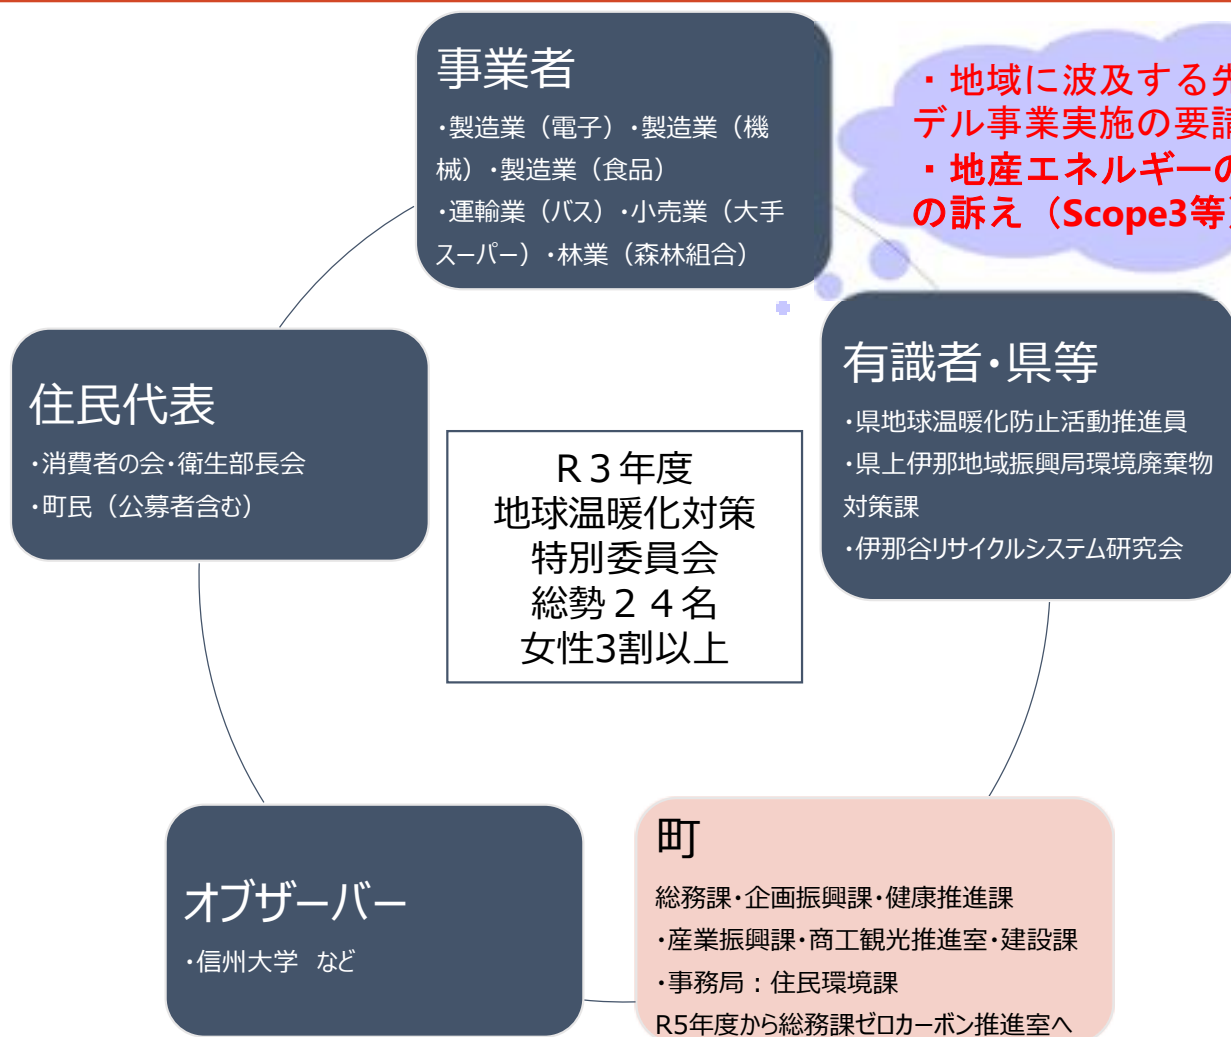 事業者
・製造業（電子）・製造業（機
械）・製造業（食品）
・運輸業（バス）・小売業（大手
スーパー）・林業（森林組合）
・地域に波及する先
デル事業実施の要請
・地産エネルギーの
の訴え（Scope3等）
住民代表
・消費者の会・衛生部長会
・町民（公募者含む）
R３年度
地球温暖化対策
特別委員会
総勢２４名
女性3割以上
有識者・県等
・県地球温暖化防止活動推進員
・県上伊那地域振興局環境廃棄物
対策課
・伊那谷リサイクルシステム研究会
オブザーバー
・信州大学　など
町
総務課・企画振興課・健康推進課
・産業振興課・商工観光推進室・建設課
・事務局：住民環境課
R5年度から総務課ゼロカーボン推進室へ